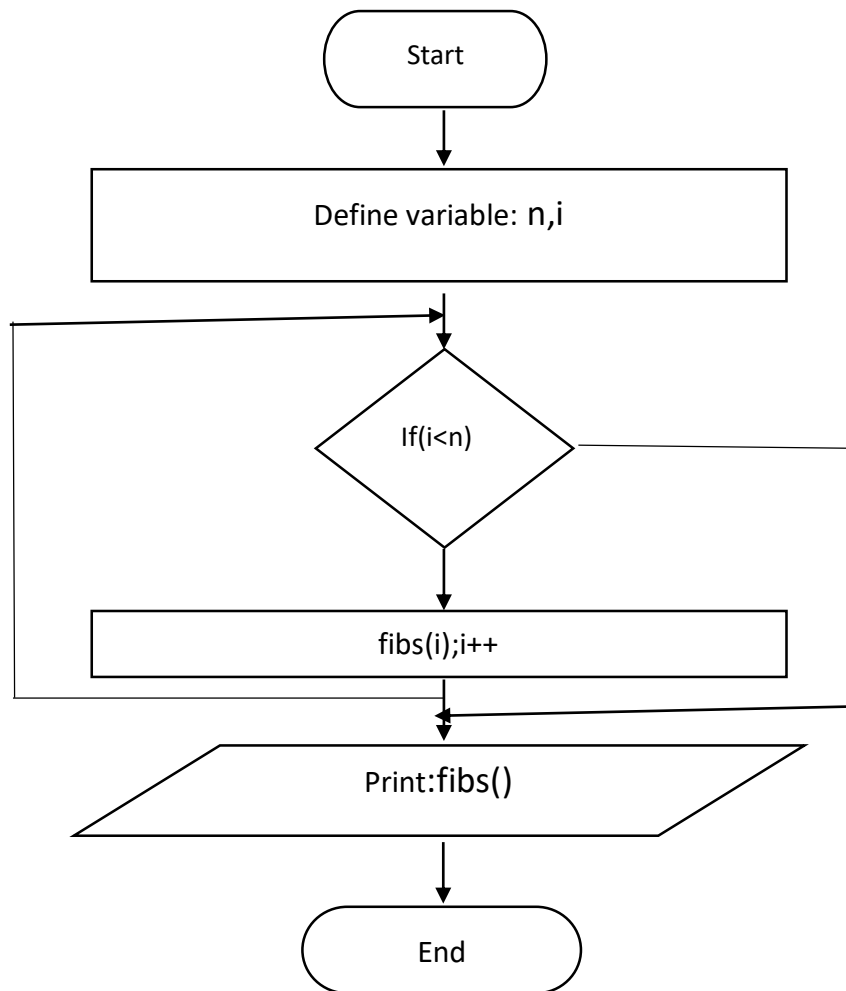 Start
Define variable: n,i
If(i<n)
fibs(i);i++
Print:fibs()
End